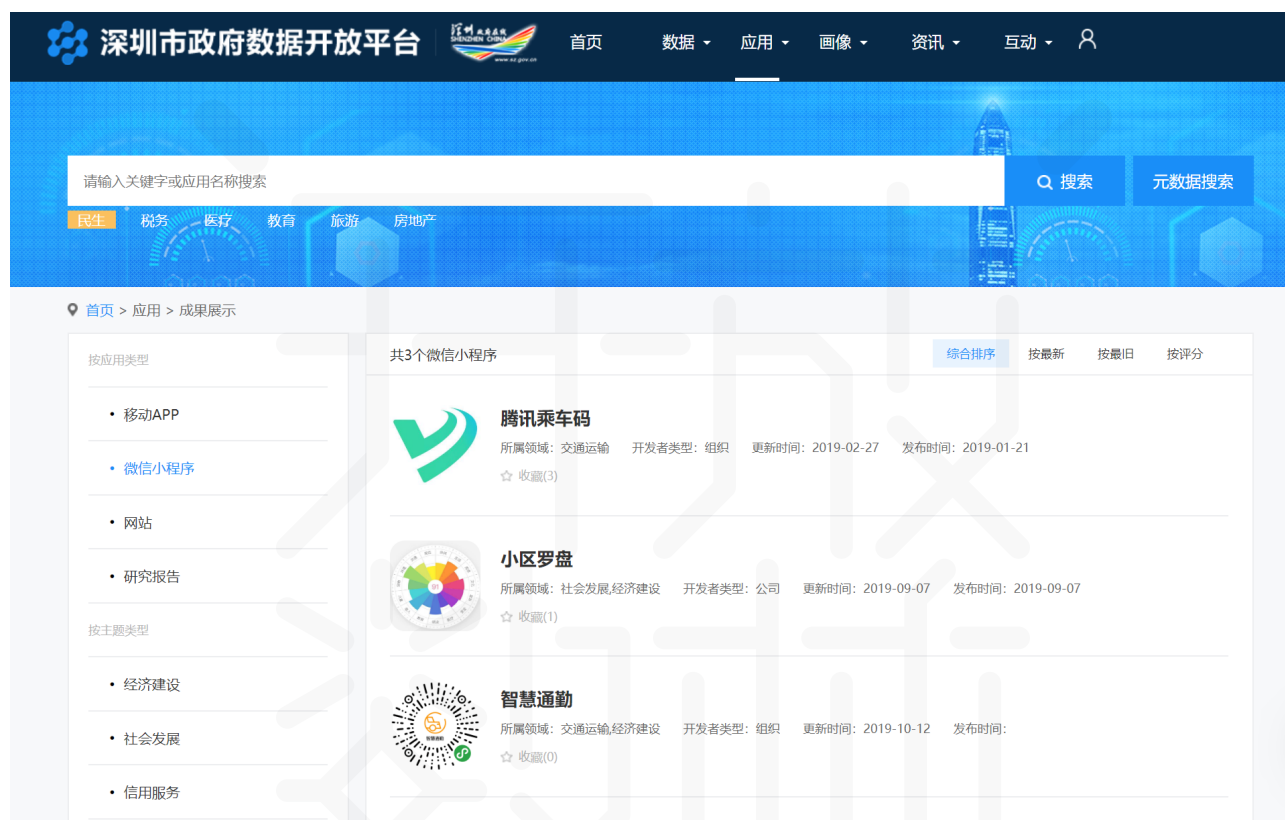 深圳市政府数据开放平台 深圳 政府在线 SHENZHEN CHINA www.sz.gov.cn 首页 数据 应用 画像 资讯 互动
请输入关键字或应用名称搜索 搜索 元数据搜索
民生 税务 医疗 教育 旅游 房地产
首页 > 应用 > 成果展示
按应用类型
• 移动APP
• 微信小程序
• 网站
• 研究报告
按主题类型
• 经济建设
• 社会发展
• 信用服务
共3个微信小程序 综合排序 按最新 按最旧 按评分
腾讯乘车码
所属领域：交通运输 开发者类型：组织 更新时间：2019-02-27 发布时间：2019-01-21
收藏(3)
小区罗盘
所属领域：社会发展,经济建设 开发者类型：公司 更新时间：2019-09-07 发布时间：2019-09-07
收藏(1)
智慧通勤
所属领域：交通运输,经济建设 开发者类型：组织 更新时间：2019-10-12 发布时间：
收藏(0)